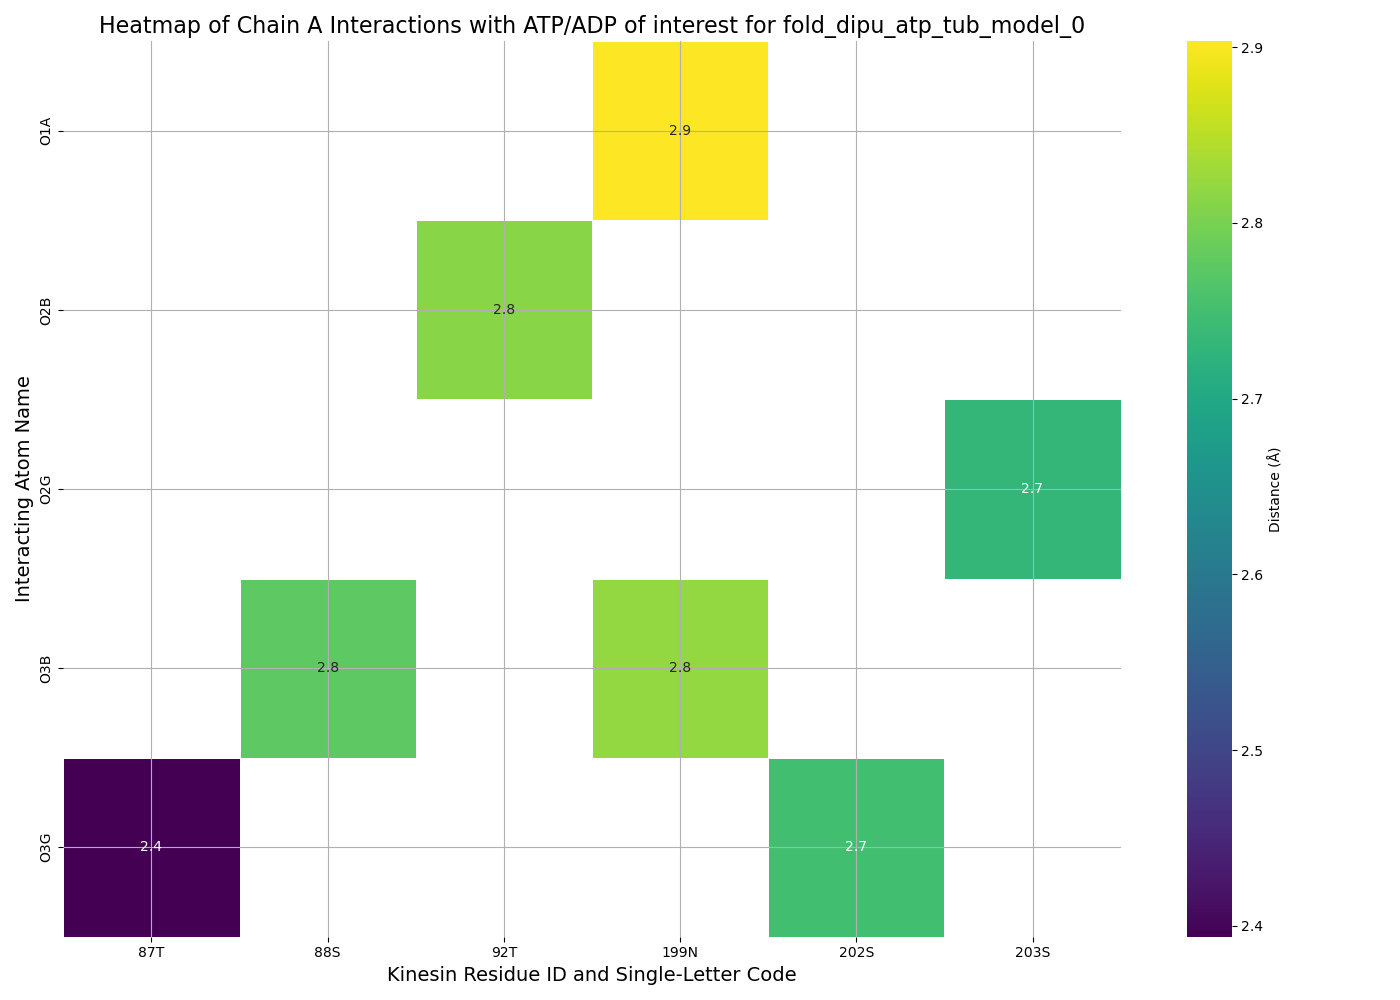 Heatmap of Chain A Interactions with ATP/ADP of interest for fold_dipu_atp_tub_model_0
Interacting Atom Name
O1A
O2B
O2G
O3B
O3G
2.9
2.8
2.7
2.8
2.8
2.4
2.7
87T
88S
92T
199N
202S
203S
Kinesin Residue ID and Single-Letter Code
2.9
2.8
2.7
2.6
2.5
2.4
Distance (Å)